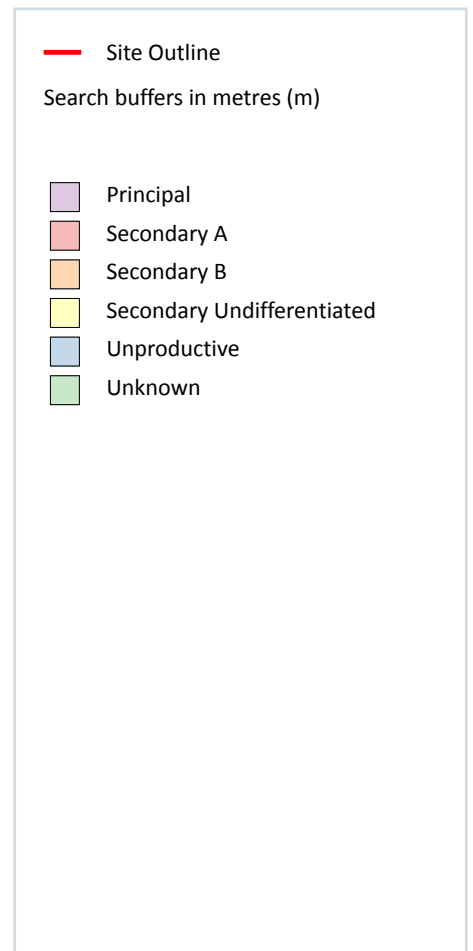 Site Outline
Search buffers in metres (m)
Principal
Secondary A
Secondary B
Secondary Undifferentiated
Unproductive
Unknown